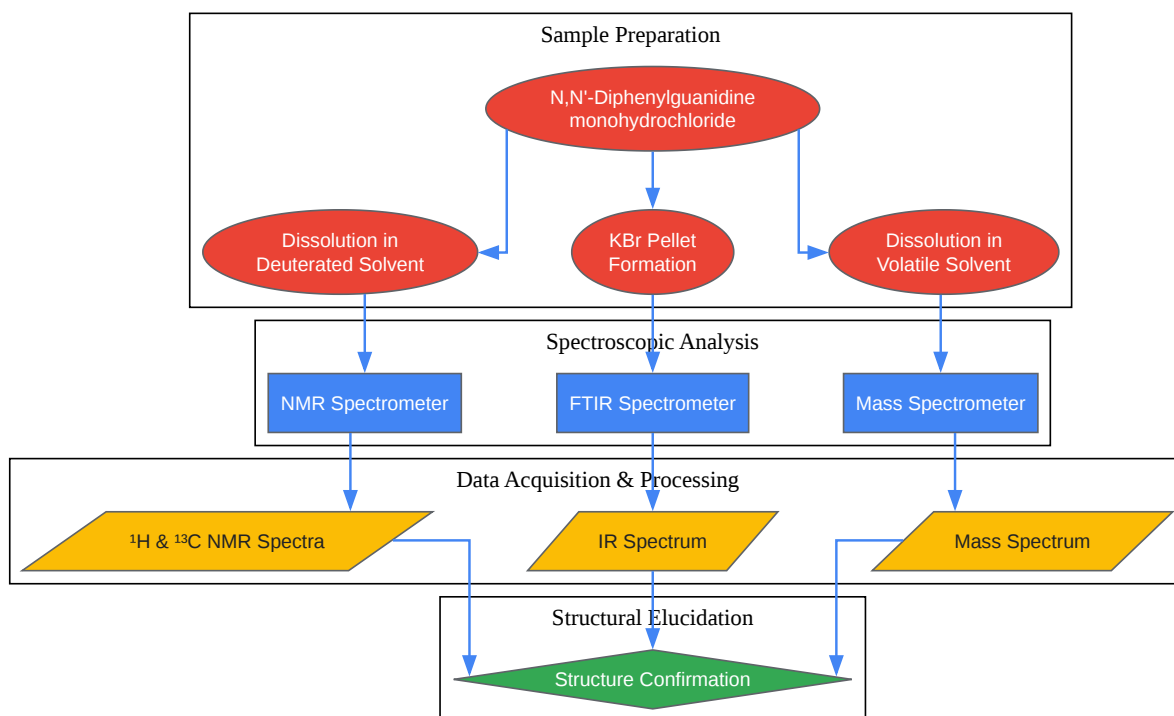 Sample Preparation
N,N'-Diphenylguanidine
monohydrochloride
Dissolution in
Deuterated Solvent
KBr Pellet
Formation
Dissolution in
Volatile Solvent
Spectroscopic Analysis
NMR Spectrometer
FTIR Spectrometer
Mass Spectrometer
Data Acquisition & Processing
¹H & ¹³C NMR Spectra
IR Spectrum
Mass Spectrum
Structural Elucidation
Structure Confirmation